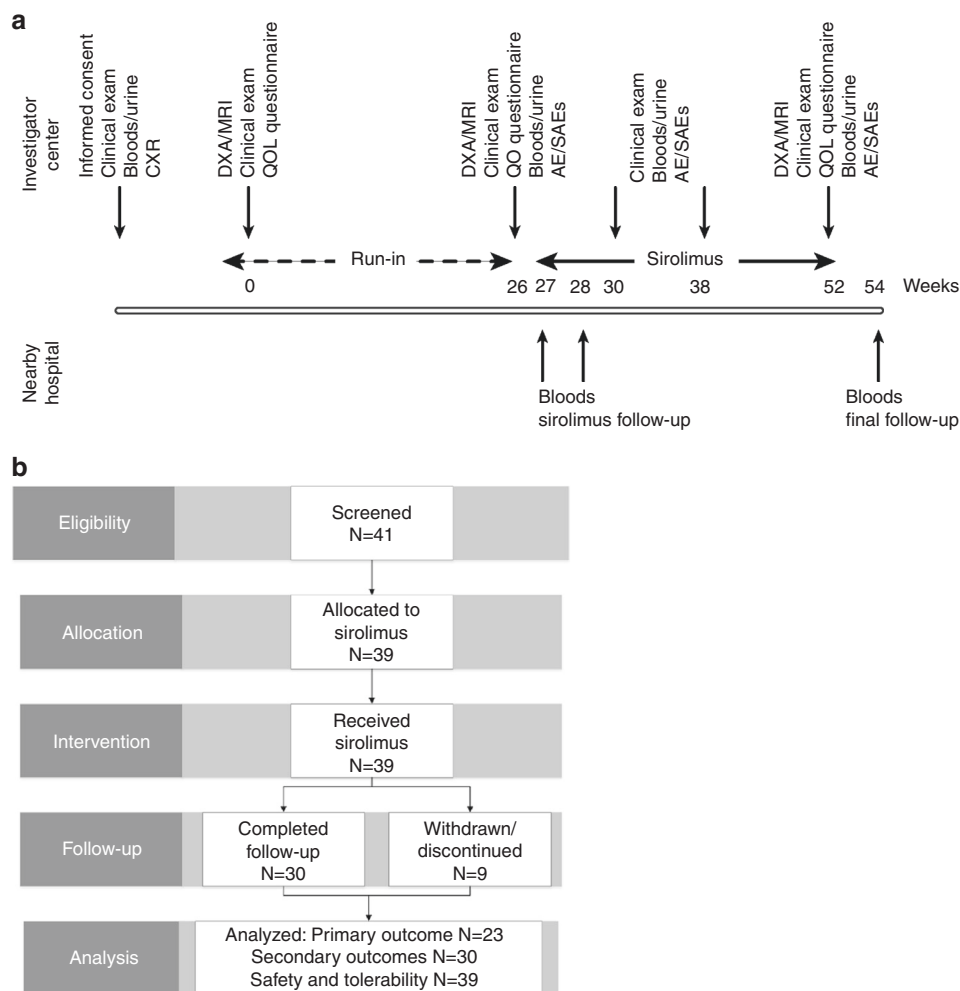 a
Investigator
center
Informed consent
Clinical exam
Bloods/urine
CXR
DXA/MRI
Clinical exam
QOL questionnaire
DXA/MRI
Clinical exam
QO questionnaire
Bloods/urine
AE/SAEs
Clinical exam
Bloods/urine
AE/SAEs
DXA/MRI
Clinical exam
QOL questionnaire
Bloods/urine
AE/SAEs
Run-in
Sirolimus
0 26 27 28 30 38 52 54 Weeks
Nearby
hospital
Bloods
sirolimus follow-up
Bloods
final follow-up
b
Eligibility
Screened
N=41
Allocation
Allocated to
sirolimus
N=39
Intervention
Received
sirolimus
N=39
Follow-up
Completed
follow-up
N=30
Withdrawn/
discontinued
N=9
Analysis
Analyzed: Primary outcome N=23
Secondary outcomes N=30
Safety and tolerability N=39